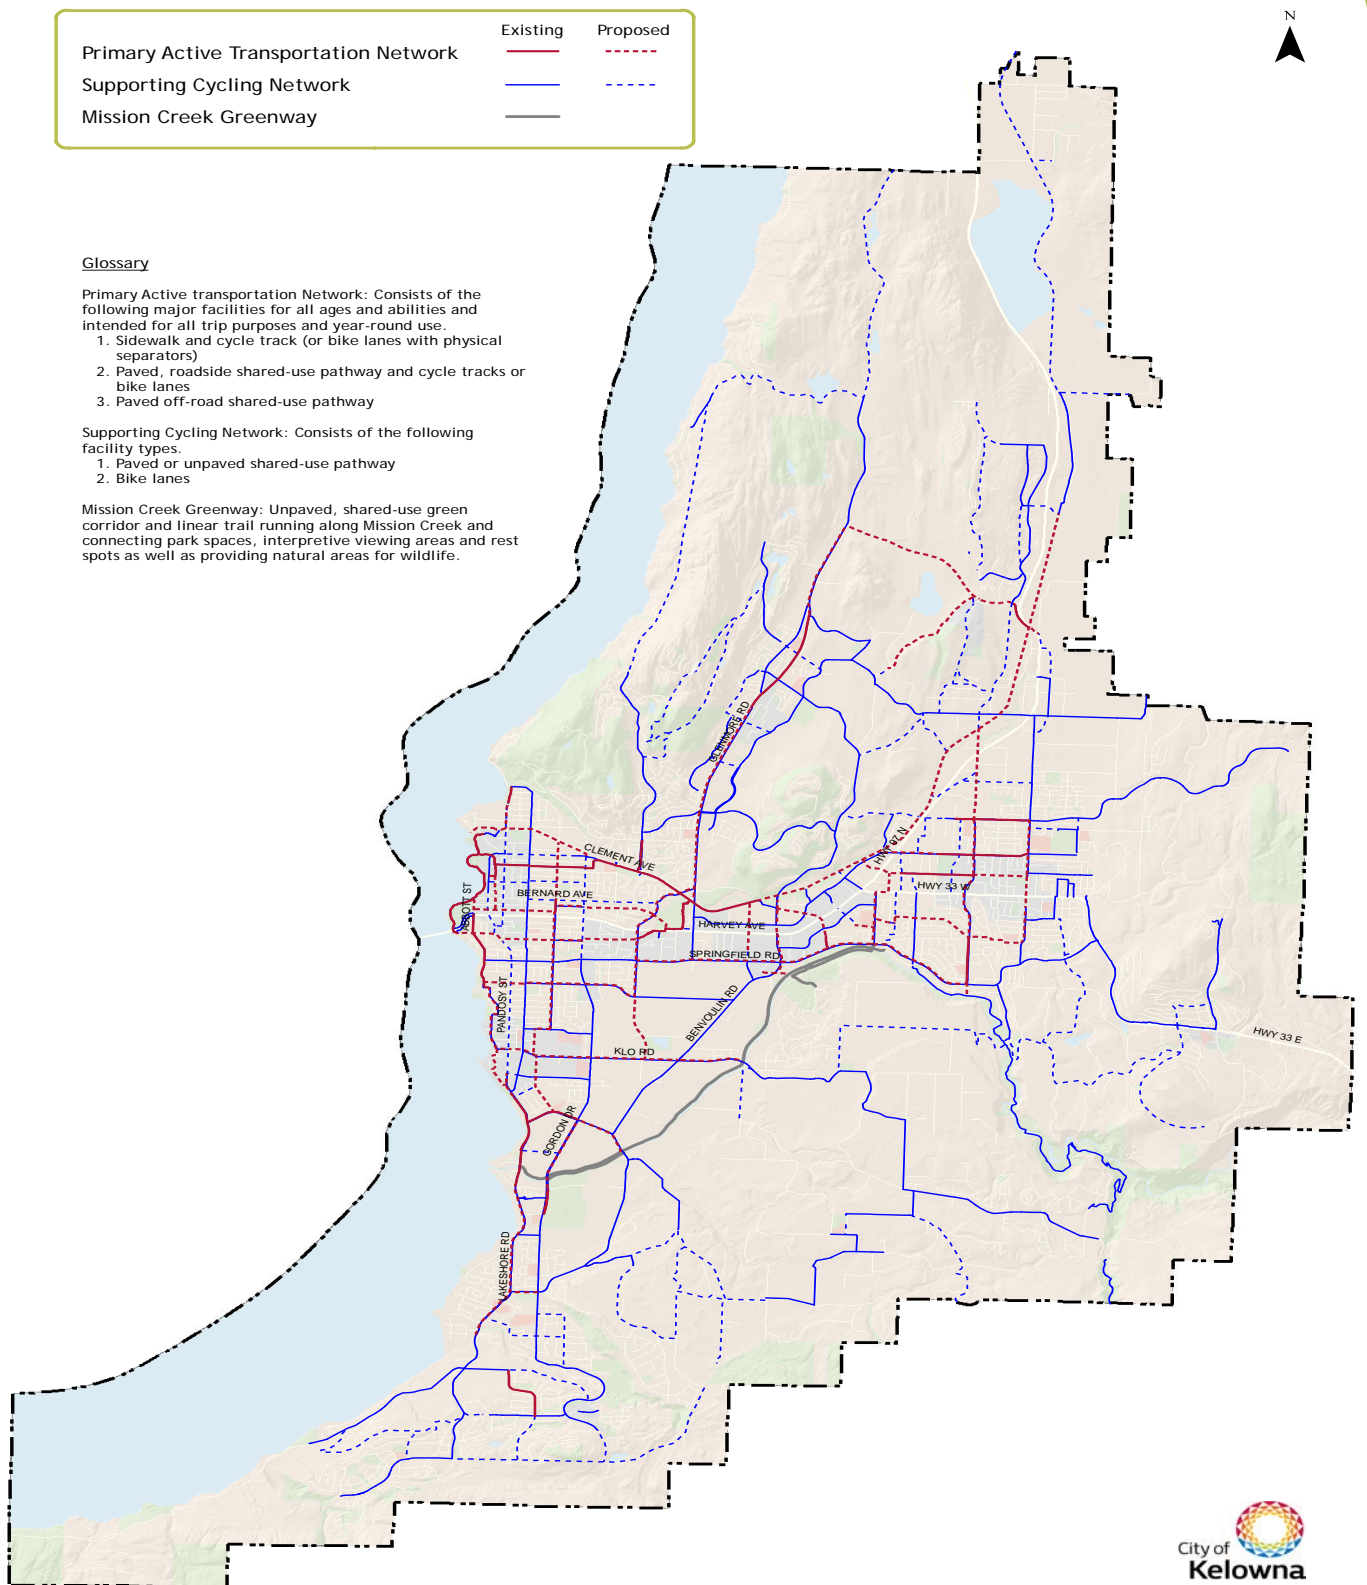 Existing Proposed
Primary Active Transportation Network
Supporting Cycling Network
Mission Creek Greenway
N
Glossary
Primary Active transportation Network: Consists of the
following major facilities for all ages and abilities and
intended for all trip purposes and year-round use.
1. Sidewalk and cycle track (or bike lanes with physical
separators)
2. Paved, roadside shared-use pathway and cycle tracks or
bike lanes
3. Paved off-road shared-use pathway
Supporting Cycling Network: Consists of the following
facility types.
1. Paved or unpaved shared-use pathway
2. Bike lanes
Mission Creek Greenway: Unpaved, shared-use green
corridor and linear trail running along Mission Creek and
connecting park spaces, interpretive viewing areas and rest
spots as well as providing natural areas for wildlife.
GLENMORE RD
CLEMENT AVE
HWY 97 N
BERNARD AVE
HWY 33 W
ABBOTT ST
HARVEY AVE
SPRINGFIELD RD
PANDOSY ST
BENVOULIN RD
HWY 33 E
KLO RD
GORDON DR
LAKESHORE RD
City of
Kelowna